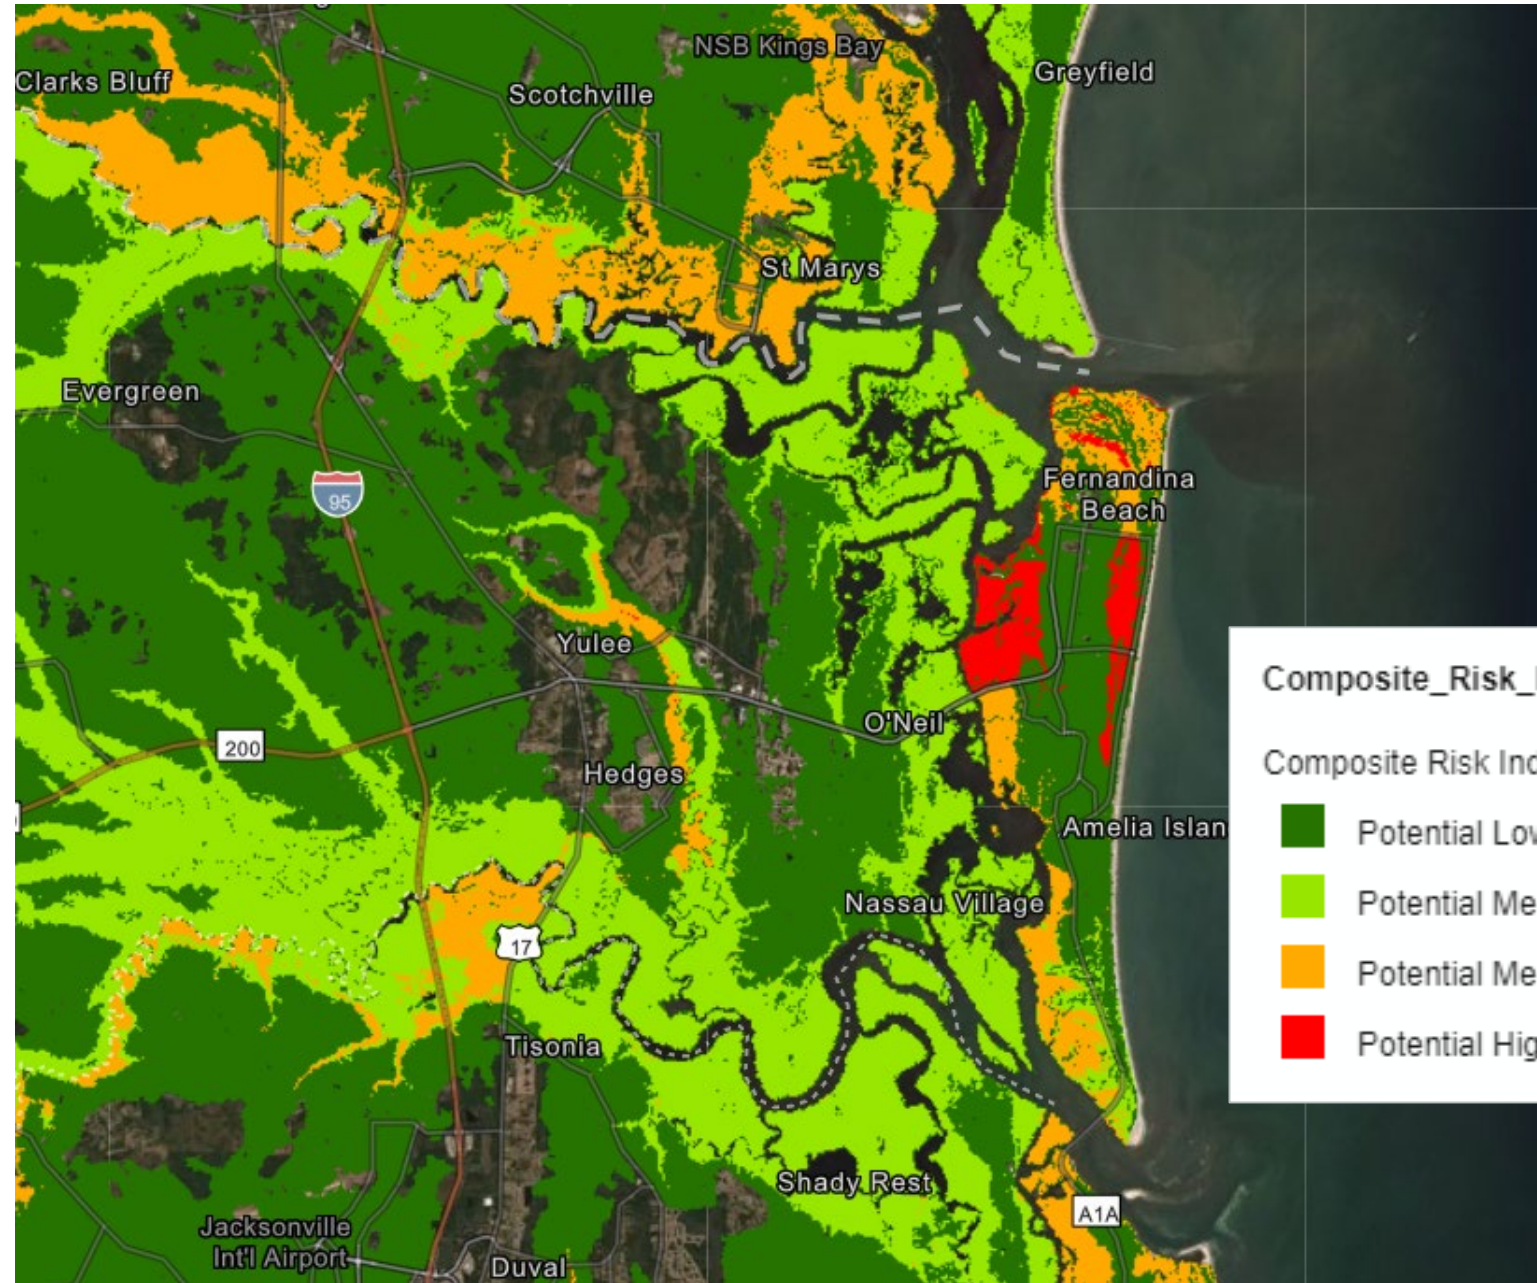 NSB Kings Bay
Greyfield
Clarks Bluff
Scotchville
St Marys
Evergreen
Fernandina
Beach
95
Yulee
O'Neil
200
Hedges
Amelia Islan
Nassau Village
17
Tisonia
Shady Rest
A1A
Jacksonville
Int'l Airport
Duval
Composite_Risk_
Composite Risk Ind
Potential Low
Potential Me
Potential Me
Potential Hig